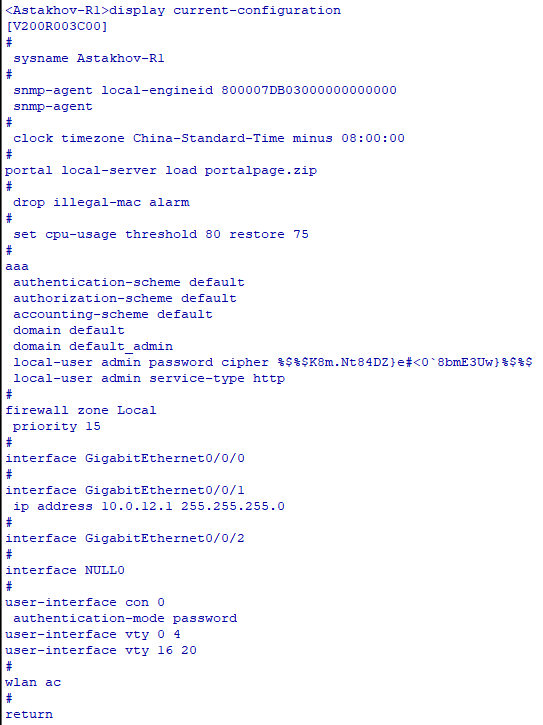 <Astakhov-R1>display current-configuration
[V200R003C00]
#
 sysname Astakhov-R1
#
 snmp-agent local-engineid 800007DB03000000000000
 snmp-agent
#
 clock timezone China-Standard-Time minus 08:00:00
#
portal local-server load portalpage.zip
#
 drop illegal-mac alarm
#
 set cpu-usage threshold 80 restore 75
#
aaa
 authentication-scheme default
 authorization-scheme default
 accounting-scheme default
 domain default
 domain default_admin
 local-user admin password cipher %$%$K8m.Nt84DZ}e#<0`8bmE3Uw}%$%$
 local-user admin service-type http
#
firewall zone Local
 priority 15
#
interface GigabitEthernet0/0/0
#
interface GigabitEthernet0/0/1
 ip address 10.0.12.1 255.255.255.0
#
interface GigabitEthernet0/0/2
#
interface NULL0
#
user-interface con 0
 authentication-mode password
user-interface vty 0 4
user-interface vty 16 20
#
wlan ac
#
return